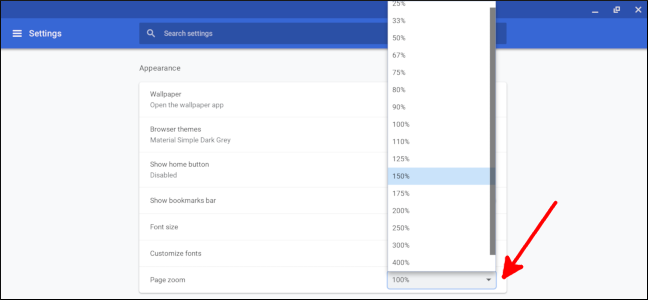 Settings
Search settings
Appearance
Wallpaper
Open the wallpaper app
Browser themes
Material Simple Dark Grey
Show home button
Disabled
Show bookmarks bar
Font size
Customize fonts
Page zoom
25%
33%
50%
67%
75%
80%
90%
100%
110%
125%
150%
175%
200%
250%
300%
400%
100%